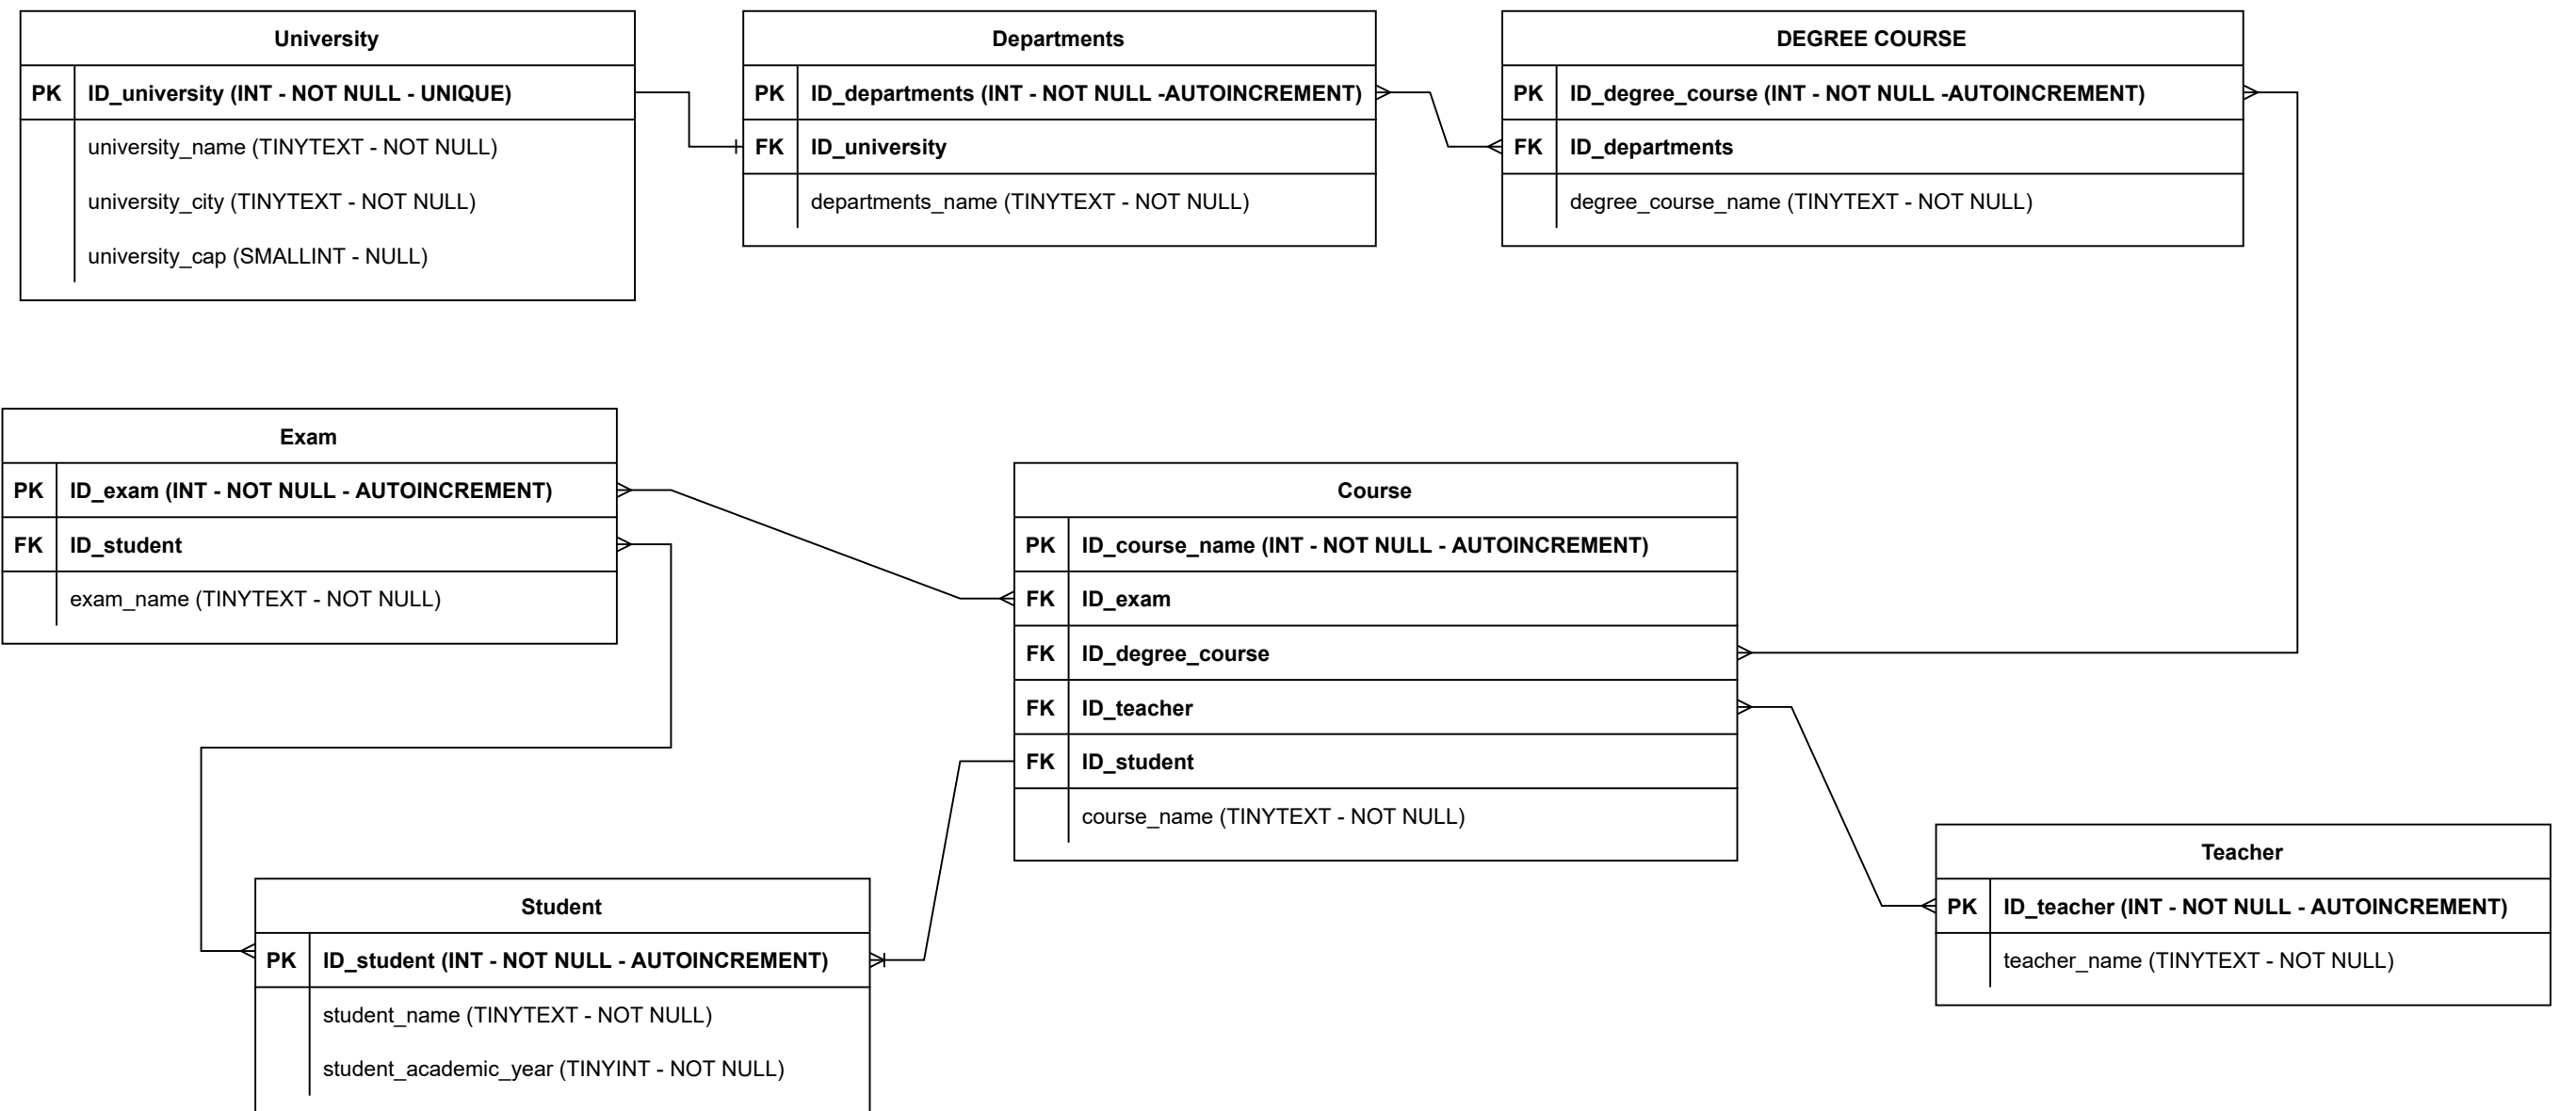 University
PK ID_university (INT - NOT NULL - UNIQUE)
university_name (TINYTEXT - NOT NULL)
university_city (TINYTEXT - NOT NULL)
university_cap (SMALLINT - NULL)
Departments
PK ID_departments (INT - NOT NULL -AUTOINCREMENT)
FK ID_university
departments_name (TINYTEXT - NOT NULL)
DEGREE COURSE
PK ID_degree_course (INT - NOT NULL -AUTOINCREMENT)
FK ID_departments
degree_course_name (TINYTEXT - NOT NULL)
Exam
PK ID_exam (INT - NOT NULL - AUTOINCREMENT)
FK ID_student
exam_name (TINYTEXT - NOT NULL)
Course
PK ID_course_name (INT - NOT NULL - AUTOINCREMENT)
FK ID_exam
FK ID_degree_course
FK ID_teacher
FK ID_student
course_name (TINYTEXT - NOT NULL)
Student
PK ID_student (INT - NOT NULL - AUTOINCREMENT)
student_name (TINYTEXT - NOT NULL)
student_academic_year (TINYINT - NOT NULL)
Teacher
PK ID_teacher (INT - NOT NULL - AUTOINCREMENT)
teacher_name (TINYTEXT - NOT NULL)